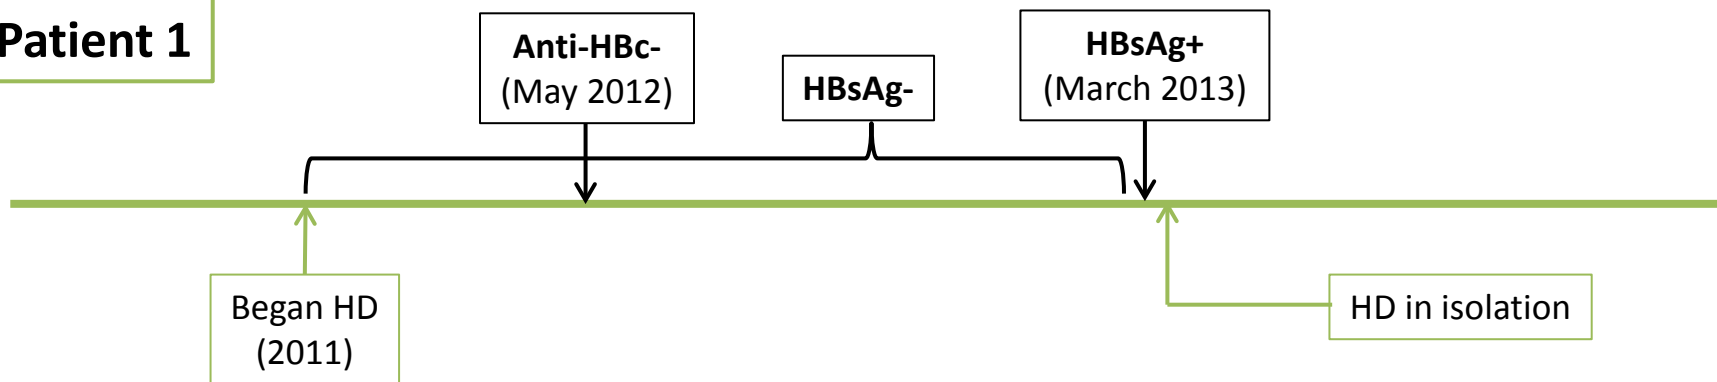 Patient 1
Anti-HBc-
(May 2012)
HBsAg-
HBsAg+
(March 2013)
Began HD
(2011)
HD in isolation